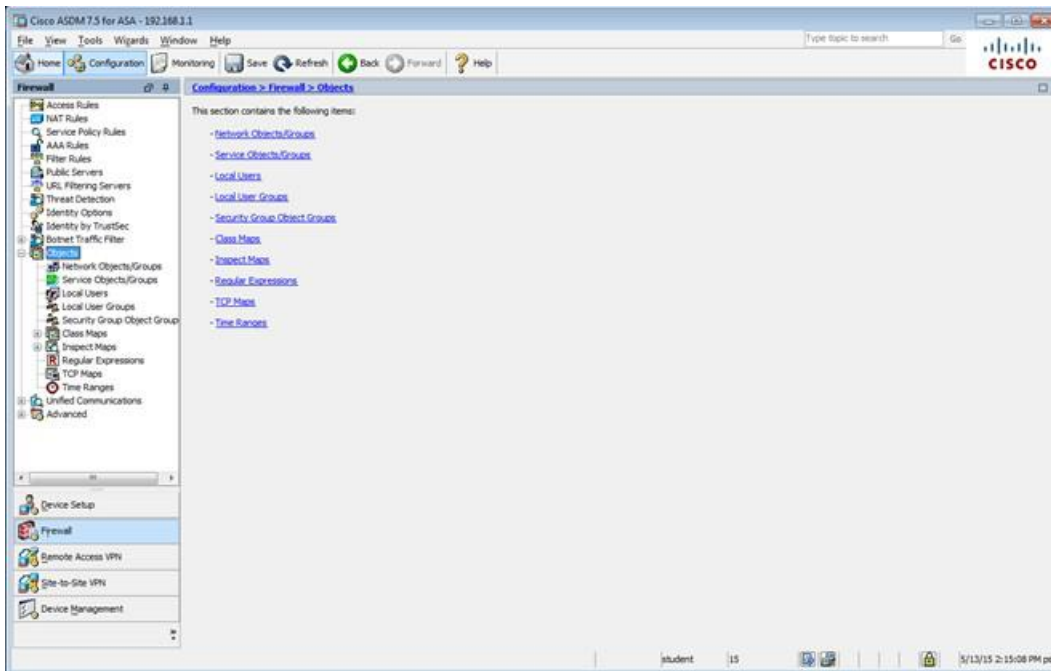 Cisco ASDM 7.5 for ASA - 192.168.1.1
File View Tools Wizards Window Help
Type topic to search Go
Home Configuration Monitoring Save Refresh Back Forward Help
CISCO
Firewall
Access Rules
NAT Rules
Service Policy Rules
AAA Rules
Filter Rules
Public Servers
URL Filtering Servers
Threat Detection
Identity Options
Identity by TrustSec
Botnet Traffic Filter
Objects
Network Objects/Groups
Service Objects/Groups
Local Users
Local User Groups
Security Group Object Group
Class Maps
Inspect Maps
Regular Expressions
TCP Maps
Time Ranges
Unified Communications
Advanced
Device Setup
Firewall
Remote Access VPN
Site-to-Site VPN
Device Management
Configuration > Firewall > Objects
This section contains the following items:
- Network Objects/Groups
- Service Objects/Groups
- Local Users
- Local User Groups
- Security Group Object Groups
- Class Maps
- Inspect Maps
- Regular Expressions
- TCP Maps
- Time Ranges
student 15 5/13/15 2:15:08 PM